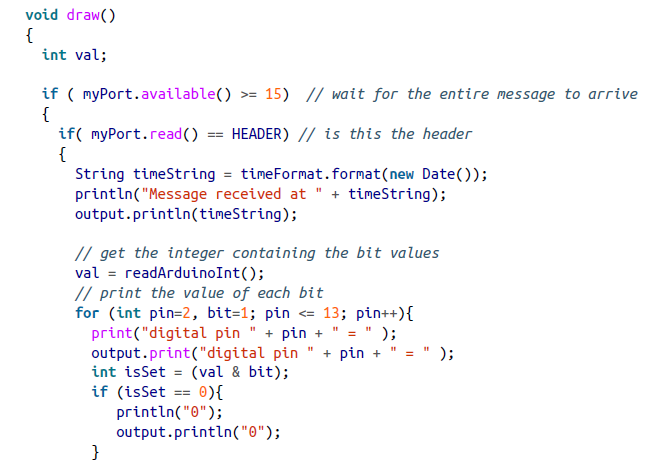 void draw()
{
  int val;

  if ( myPort.available() >= 15)  // wait for the entire message to arrive
  {
    if( myPort.read() == HEADER) // is this the header
    {
      String timeString = timeFormat.format(new Date());
      println("Message received at " + timeString);
      output.println(timeString);

      // get the integer containing the bit values
      val = readArduinoInt();
      // print the value of each bit
      for (int pin=2, bit=1; pin <= 13; pin++){
        print("digital pin " + pin + " = " );
        output.print("digital pin " + pin + " = " );
        int isSet = (val & bit);
        if (isSet == 0){
           println("0");
           output.println("0");
        }